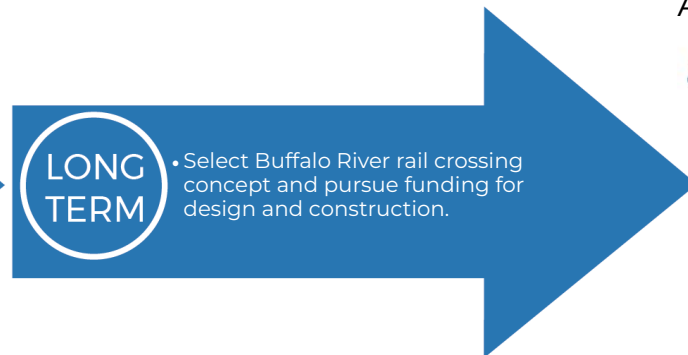 LONG
TERM
• Select Buffalo River rail crossing
concept and pursue funding for
design and construction.